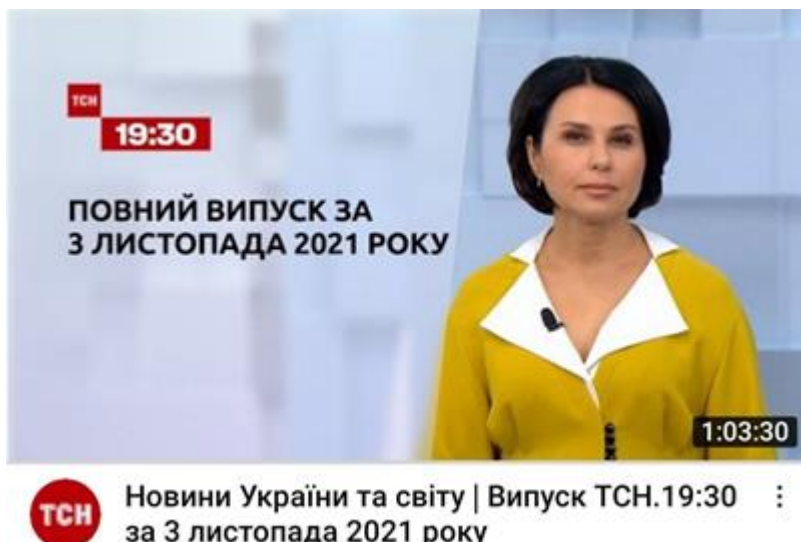 ТСН
19:30
ПОВНИЙ ВИПУСК ЗА
3 ЛИСТОПАДА 2021 РОКУ
1:03:30
ТСН
Новини України та світу | Випуск ТСН.19:30
за 3 листопада 2021 року